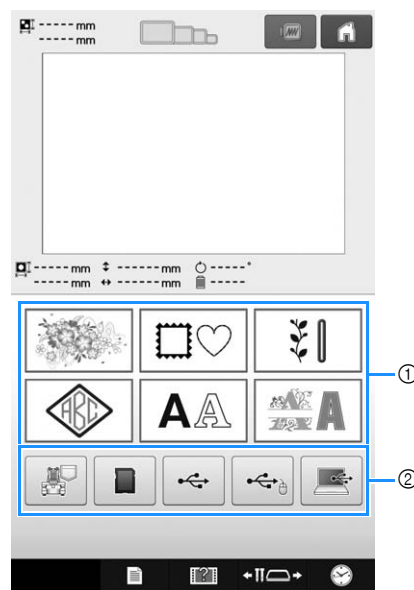 ------ mm
------ mm
------ mm ------ mm ------°
------ mm ------ mm ------
ABC
A A A
①
②